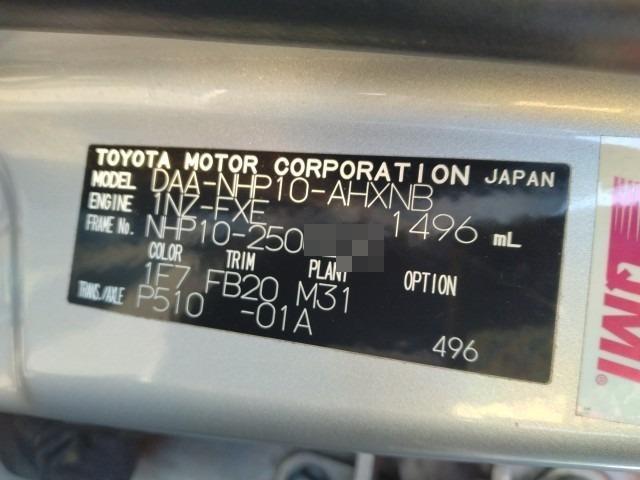 TOYOTA MOTOR CORPORATION JAPAN
MODEL DAA-NHP10-AHXNB
ENGINE 1NZ-FXE 1496 mL
FRAME No. NHP10-250
COLOR TRIM PLANT OPTION
1F7 FB20 M31
TRANS./AXLE P510 -01A
496
QMI®